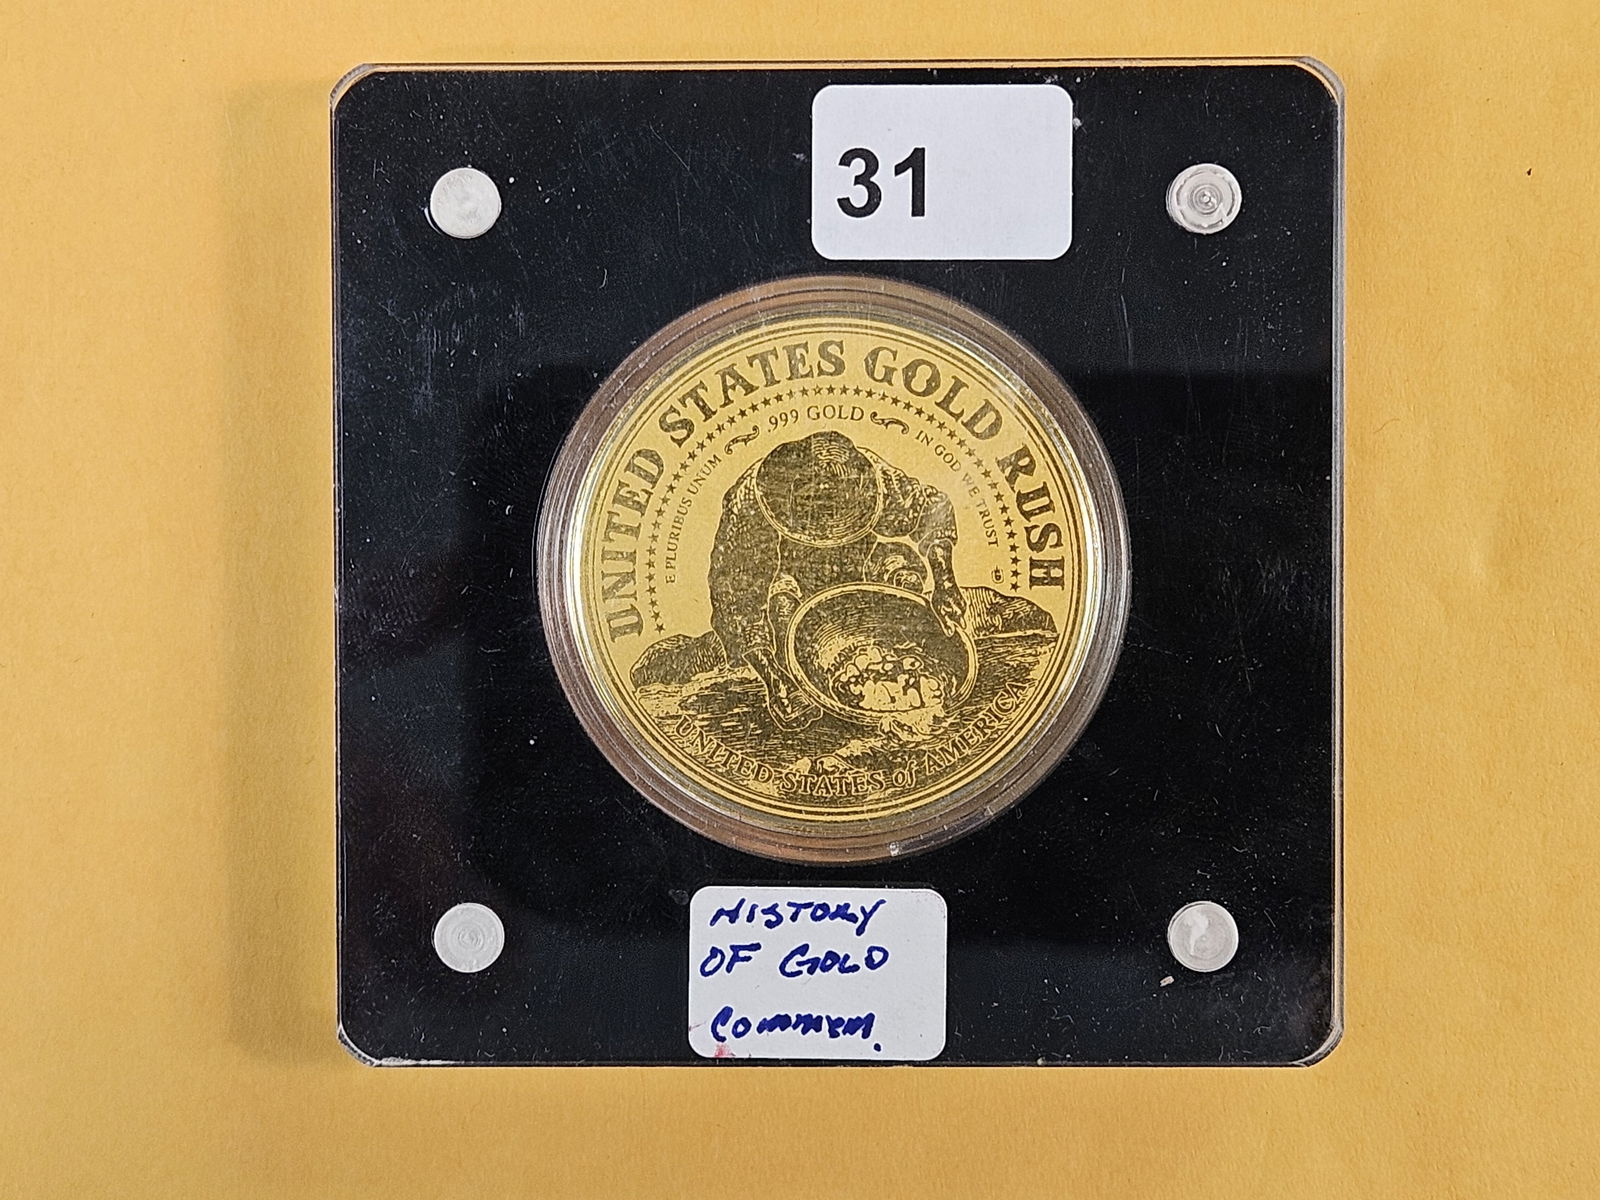 31
UNITED STATES GOLD RUSH
.999 GOLD
E PLURIBUS UNUM
IN GOD WE TRUST
UNITED STATES of AMERICA
HISTORY
OF GOLD
Commem.